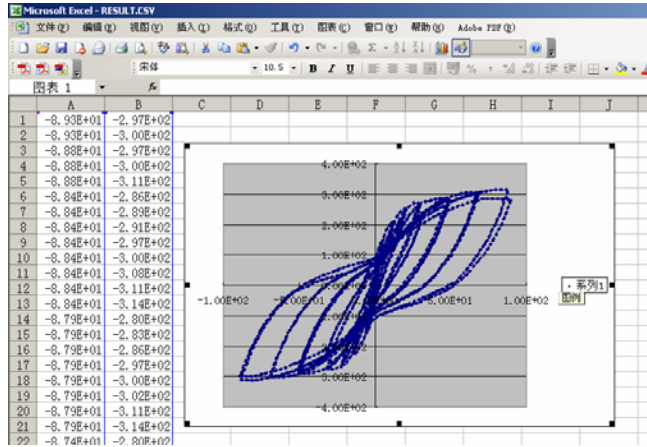 Microsoft Excel - RESULT.CSV
文件(F) 编辑(E) 视图(V) 插入(I) 格式(O) 工具(T) 图表(C) 窗口(W) 帮助(H) Adobe PDF(B)
宋体 10.5 B I U
图表 1 fx
A B C D E F G H I J
1 -8.93E+01 -2.97E+02
2 -8.93E+01 -3.00E+02
3 -8.88E+01 -2.97E+02
4 -8.88E+01 -3.00E+02
5 -8.88E+01 -3.11E+02
6 -8.84E+01 -2.86E+02
7 -8.84E+01 -2.89E+02
8 -8.84E+01 -2.91E+02
9 -8.84E+01 -2.97E+02
10 -8.84E+01 -3.00E+02
11 -8.84E+01 -3.08E+02
12 -8.84E+01 -3.11E+02
13 -8.84E+01 -3.14E+02
14 -8.79E+01 -2.80E+02
15 -8.79E+01 -2.83E+02
16 -8.79E+01 -2.86E+02
17 -8.79E+01 -2.97E+02
18 -8.79E+01 -3.00E+02
19 -8.79E+01 -3.02E+02
20 -8.79E+01 -3.11E+02
21 -8.79E+01 -3.14E+02
22 -8.74E+01 -2.80E+02
4.00E+02
3.00E+02
2.00E+02
1.00E+02
-1.00E+02
1.00E+02
-4.00E+02
系列1
图例